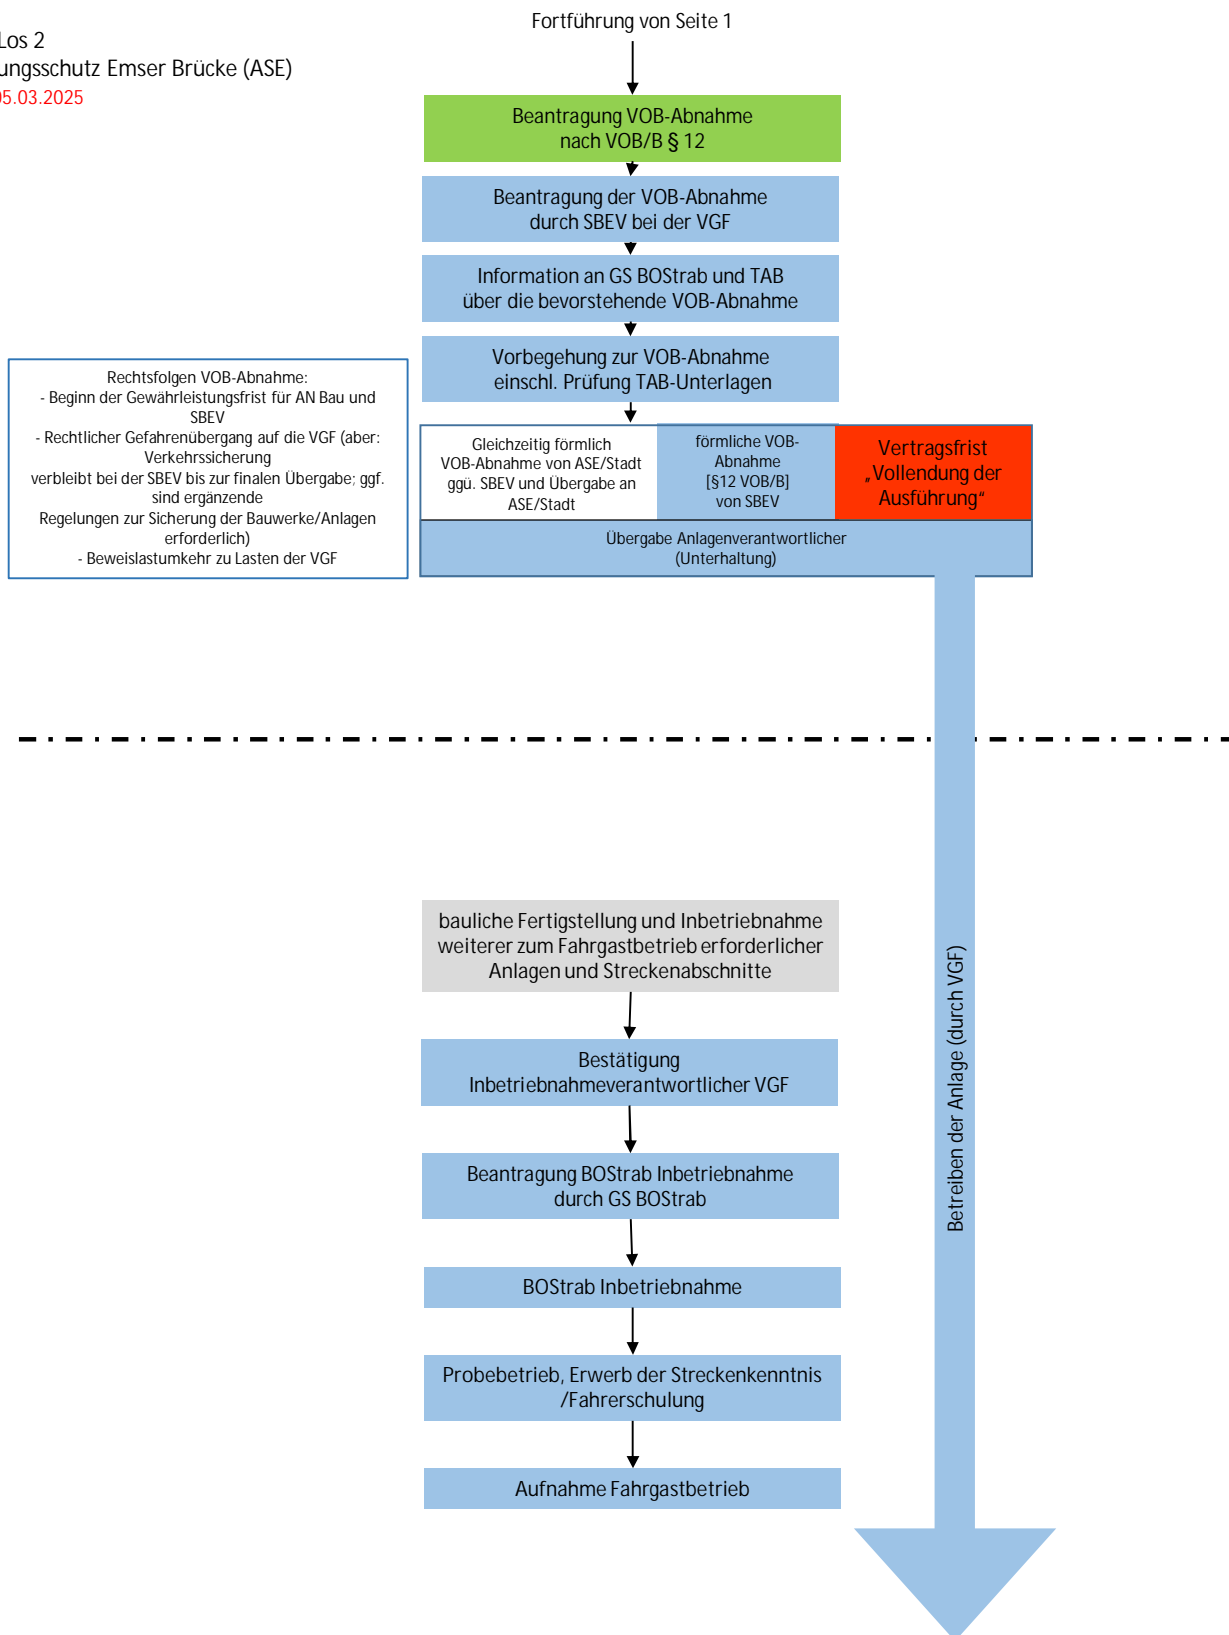 Fortführung von Seite 1
Los 2
ungsschutz Emser Brücke (ASE)
05.03.2025
Beantragung VOB-Abnahme
nach VOB/B § 12
Beantragung der VOB-Abnahme
durch SBEV bei der VGF
Information an GS BOStrab und TAB
über die bevorstehende VOB-Abnahme
Vorbegehung zur VOB-Abnahme
einschl. Prüfung TAB-Unterlagen
Rechtsfolgen VOB-Abnahme:
- Beginn der Gewährleistungsfrist für AN Bau und
SBEV
- Rechtlicher Gefahrenübergang auf die VGF (aber:
Verkehrssicherung
verbleibt bei der SBEV bis zur finalen Übergabe; ggf.
sind ergänzende
Regelungen zur Sicherung der Bauwerke/Anlagen
erforderlich)
- Beweislastumkehr zu Lasten der VGF
Gleichzeitig förmlich
VOB-Abnahme von ASE/Stadt
ggü. SBEV und Übergabe an
ASE/Stadt
förmliche VOB-
Abnahme
[§12 VOB/B]
von SBEV
Vertragsfrist
„Vollendung der
Ausführung“
Übergabe Anlagenverantwortlicher
(Unterhaltung)
bauliche Fertigstellung und Inbetriebnahme
weiterer zum Fahrgastbetrieb erforderlicher
Anlagen und Streckenabschnitte
Bestätigung
Inbetriebnahmeverantwortlicher VGF
Beantragung BOStrab Inbetriebnahme
durch GS BOStrab
BOStrab Inbetriebnahme
Probebetrieb, Erwerb der Streckenkenntnis
/Fahrerschulung
Aufnahme Fahrgastbetrieb
Betreiben der Anlage (durch VGF)